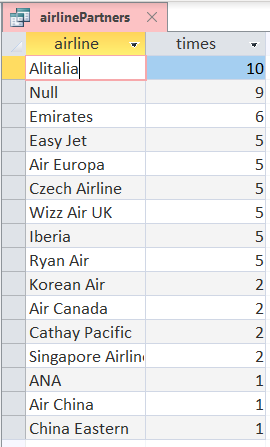 airlinePartners
airline times
Alitalia 10
Null 9
Emirates 6
Easy Jet 5
Air Europa 5
Czech Airline 5
Wizz Air UK 5
Iberia 5
Ryan Air 5
Korean Air 2
Air Canada 2
Cathay Pacific 2
Singapore Airline 2
ANA 1
Air China 1
China Eastern 1